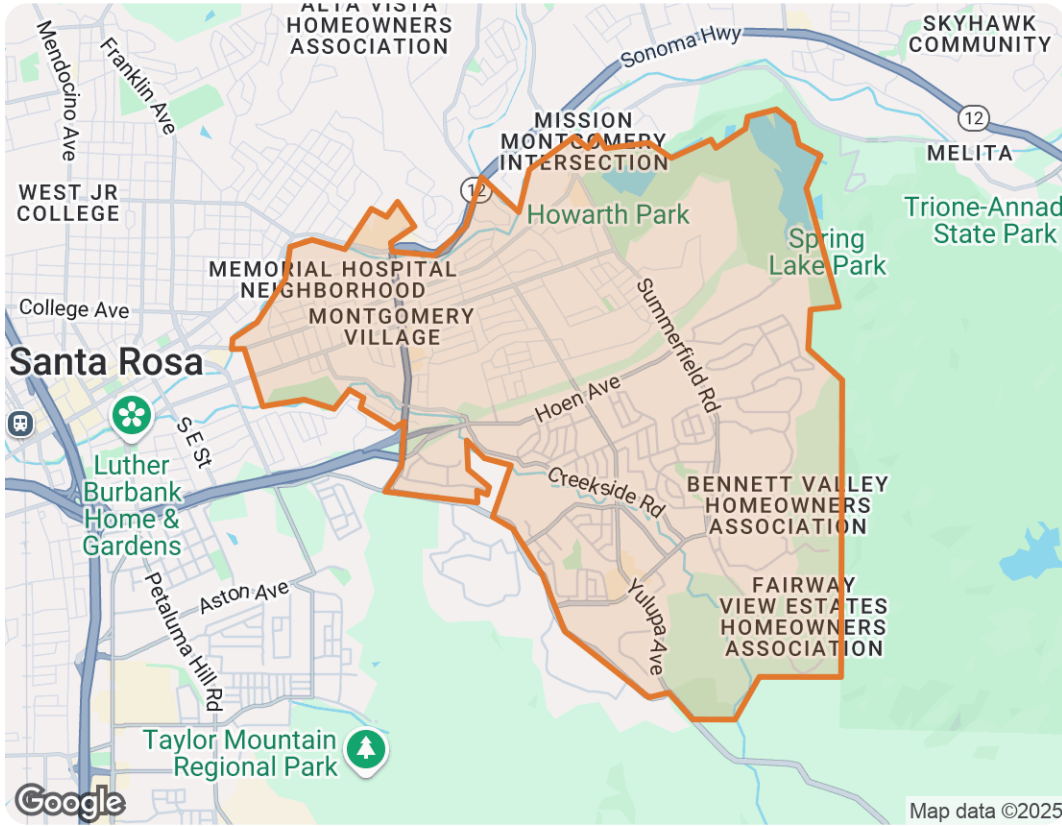 ALTA VISTA
HOMEOWNERS
ASSOCIATION
SKYHAWK
COMMUNITY
Mendocino Ave
Franklin Ave
Sonoma Hwy
12
MISSION
MONTGOMERY
INTERSECTION
MELITA
WEST JR
COLLEGE
12
Howarth Park
Trione-Annad
State Park
Spring
Lake Park
MEMORIAL HOSPITAL
NEIGHBORHOOD
College Ave
MONTGOMERY
VILLAGE
Summerfield Rd
Santa Rosa
Hoen Ave
S E St
Luther
Burbank
Home &
Gardens
Creekside Rd
BENNETT VALLEY
HOMEOWNERS
ASSOCIATION
Petaluma Hill Rd
Aston Ave
Yulupa Ave
FAIRWAY
VIEW ESTATES
HOMEOWNERS
ASSOCIATION
Taylor Mountain
Regional Park
Google
Map data ©2025